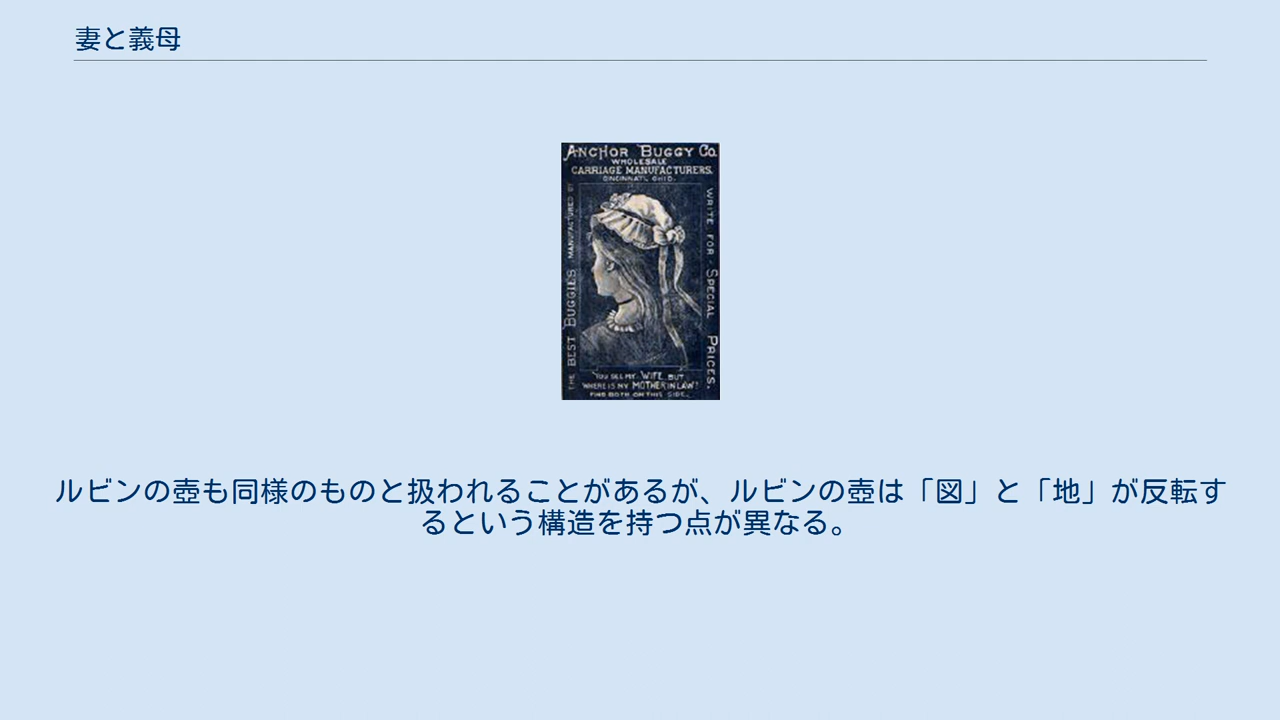 妻と義母
ANCHOR BUGGY CO.
WHOLESALE
CARRIAGE MANUFACTURERS.
CINCINNATI, OHIO.
THE BEST BUGGIES MANUFACTURED BY
WRITE FOR SPECIAL PRICES.
YOU SEE MY WIFE BUT
WHERE IS MY MOTHER IN LAW?
FIND BOTH ON THIS SIDE.
ルビンの壺も同様のものと扱われることがあるが、ルビンの壺は「図」と「地」が反転す
るという構造を持つ点が異なる。